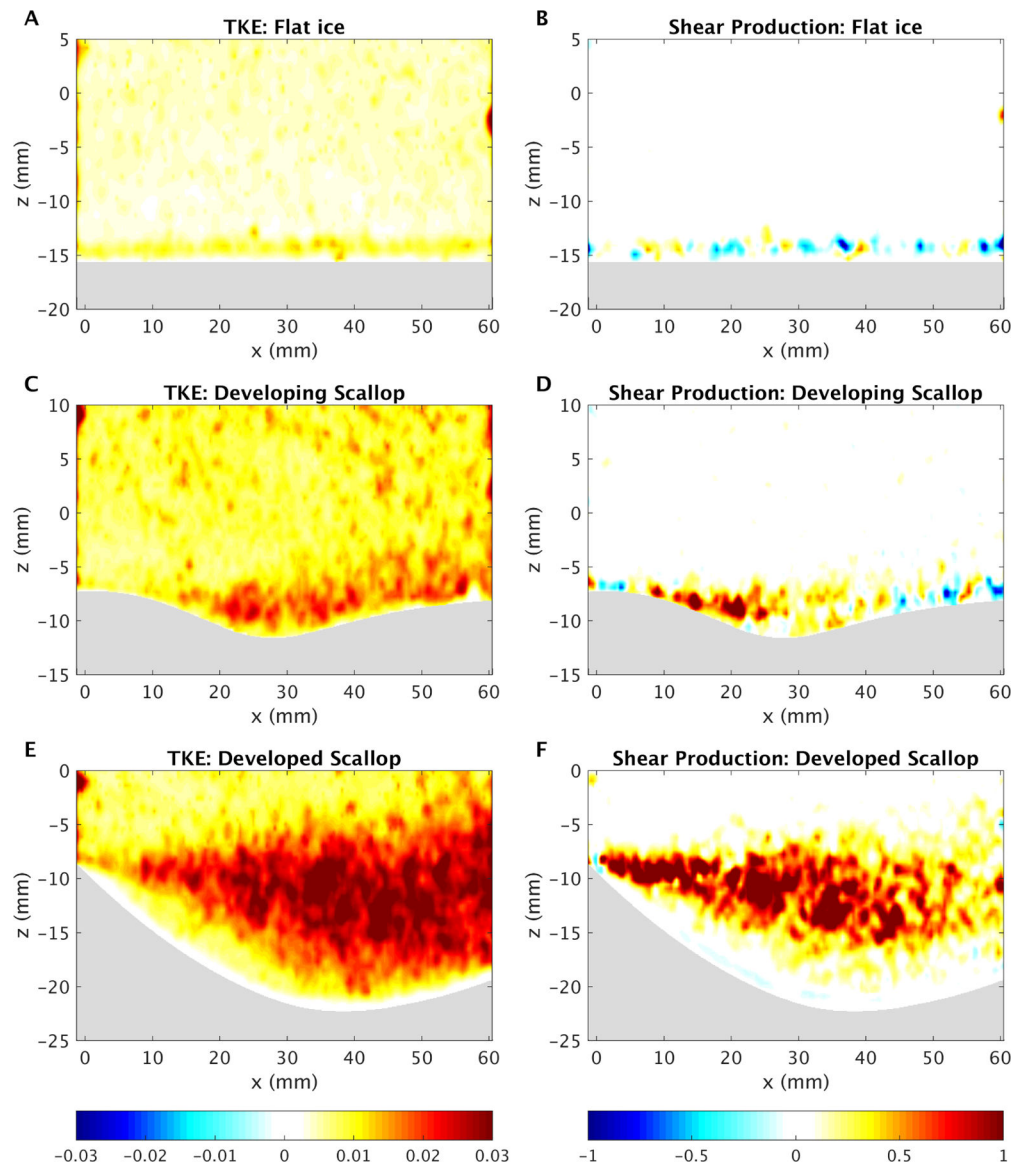 A
TKE: Flat ice
5
0
−5
−10
−15
−20
z (mm)
0 10 20 30 40 50 60
x (mm)
B
Shear Production: Flat ice
5
0
−5
−10
−15
−20
z (mm)
0 10 20 30 40 50 60
x (mm)
C
TKE: Developing Scallop
10
5
0
−5
−10
−15
z (mm)
0 10 20 30 40 50 60
x (mm)
D
Shear Production: Developing Scallop
10
5
0
−5
−10
−15
z (mm)
0 10 20 30 40 50 60
x (mm)
E
TKE: Developed Scallop
0
−5
−10
−15
−20
−25
z (mm)
0 10 20 30 40 50 60
x (mm)
F
Shear Production: Developed Scallop
0
−5
−10
−15
−20
−25
z (mm)
0 10 20 30 40 50 60
x (mm)
−0.03 −0.02 −0.01 0 0.01 0.02 0.03
−1 −0.5 0 0.5 1